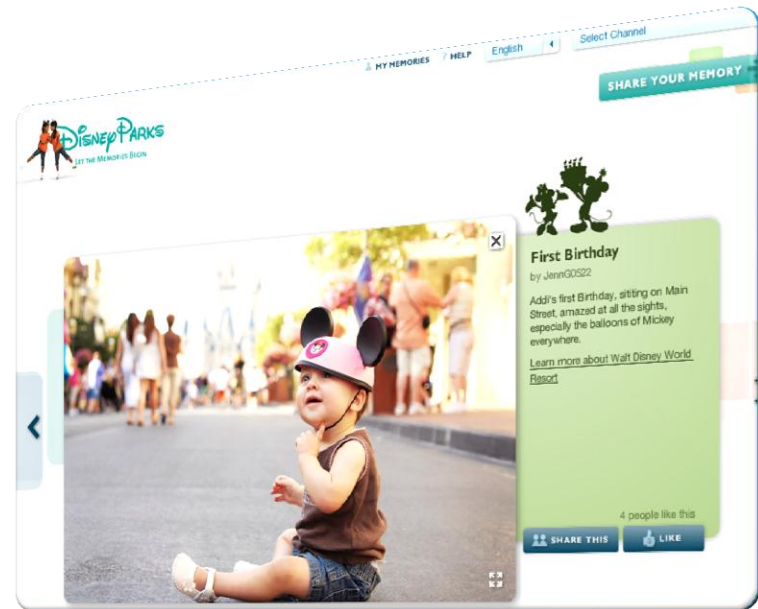 MY MEMORIES
? HELP
English
Select Channel
SHARE YOUR MEMORY
Disney Parks
LET THE MEMORIES BEGIN
First Birthday
by JennG0522
Addi's first Birthday, sititing on Main
Street, amazed at all the sights,
especially the balloons of Mickey
everywhere.
Learn more about Walt Disney World
Resort
4 people like this
SHARE THIS
LIKE